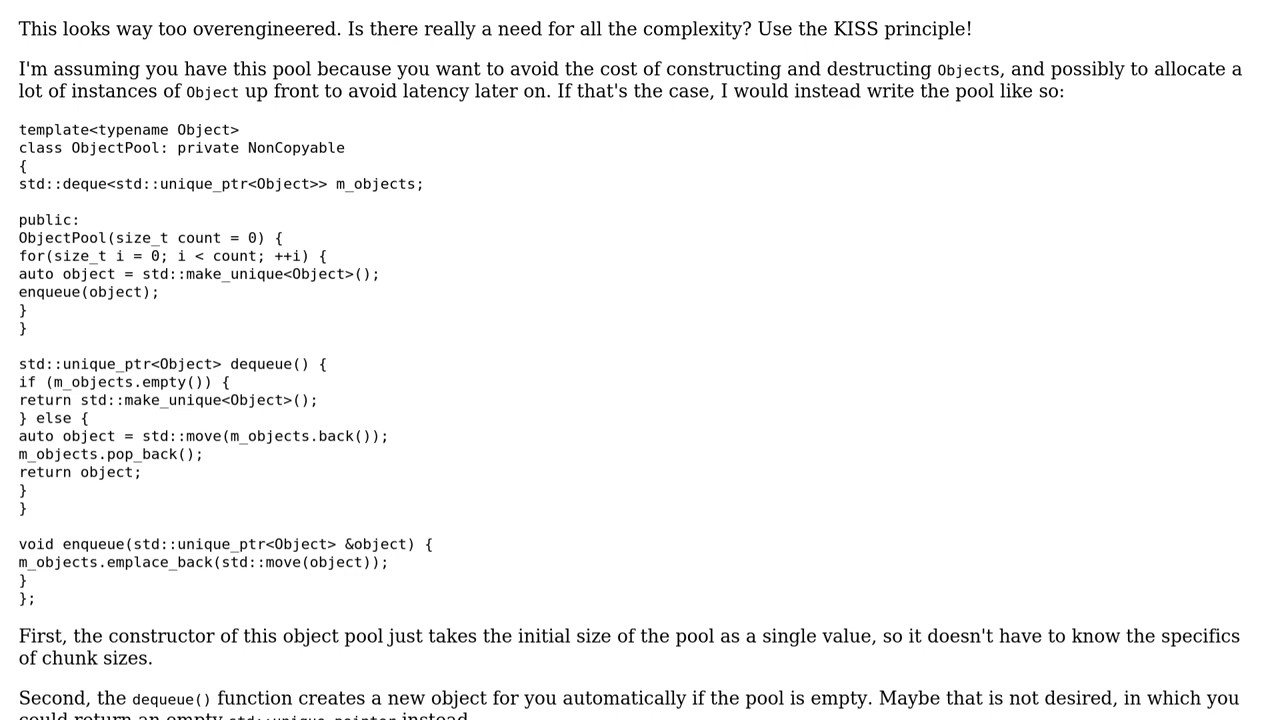 This looks way too overengineered. Is there really a need for all the complexity? Use the KISS principle!
I'm assuming you have this pool because you want to avoid the cost of constructing and destructing Objects, and possibly to allocate a
lot of instances of Object up front to avoid latency later on. If that's the case, I would instead write the pool like so:
template<typename Object>
class ObjectPool: private NonCopyable
{
std::deque<std::unique_ptr<Object>> m_objects;
public:
ObjectPool(size_t count = 0) {
for(size_t i = 0; i < count; ++i) {
auto object = std::make_unique<Object>();
enqueue(object);
}
}
std::unique_ptr<Object> dequeue() {
if (m_objects.empty()) {
return std::make_unique<Object>();
} else {
auto object = std::move(m_objects.back());
m_objects.pop_back();
return object;
}
}
void enqueue(std::unique_ptr<Object> &object) {
m_objects.emplace_back(std::move(object));
}
};
First, the constructor of this object pool just takes the initial size of the pool as a single value, so it doesn't have to know the specifics
of chunk sizes.
Second, the dequeue() function creates a new object for you automatically if the pool is empty. Maybe that is not desired, in which you
could return an empty std::unique_pointer instead.